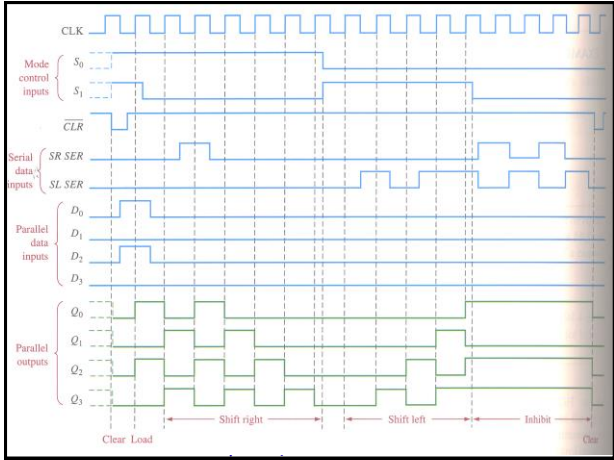 CLK
Mode
control
inputs
S0
S1
CLR
Serial
data
inputs
SR SER
SL SER
Parallel
data
inputs
D0
D1
D2
D3
Parallel
outputs
Q0
Q1
Q2
Q3
Shift right
Shift left
Inhibit
Clear
Load
Clear